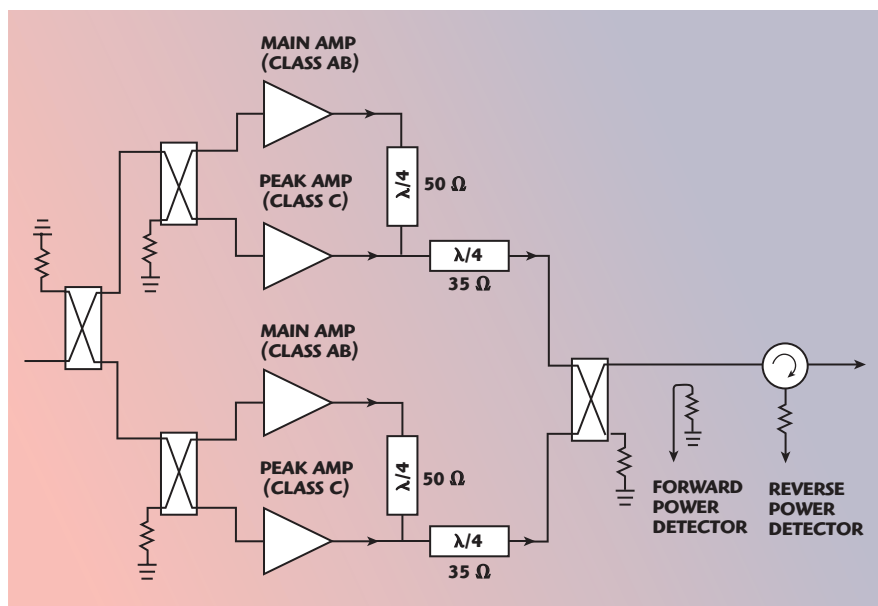 MAIN AMP
(CLASS AB)
λ/4
50 Ω
PEAK AMP
(CLASS C)
λ/4
35 Ω
MAIN AMP
(CLASS AB)
λ/4
50 Ω
PEAK AMP
(CLASS C)
λ/4
35 Ω
FORWARD
POWER
DETECTOR
REVERSE
POWER
DETECTOR